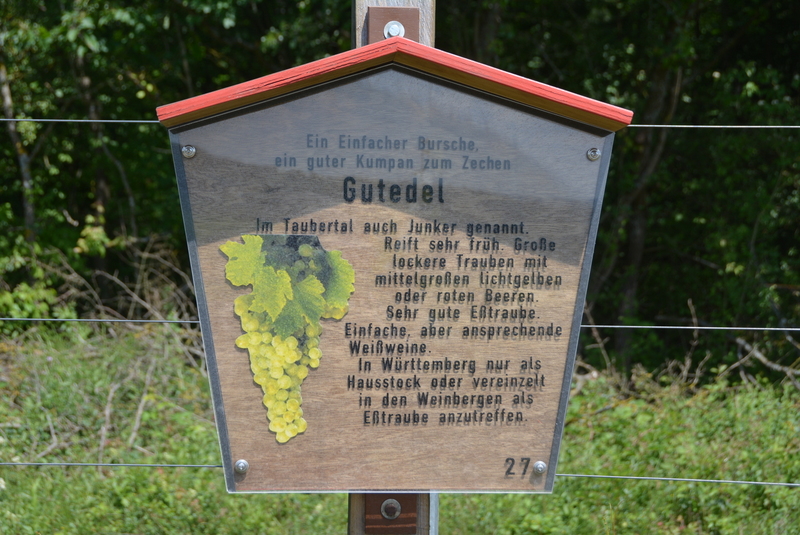 Ein Einfacher Bursche,
ein guter Kumpan zum Zechen
Gutedel
Im Taubertal auch Junker genannt.
Reift sehr früh. Große
lockere Trauben mit
mittelgroßen lichtgelben
oder roten Beeren.
Sehr gute Eßtraube.
Einfache, aber ansprechende
Weißweine.
In Württemberg nur als
Hausstock oder vereinzelt
in den Weinbergen als
Eßtraube anzutreffen.
27